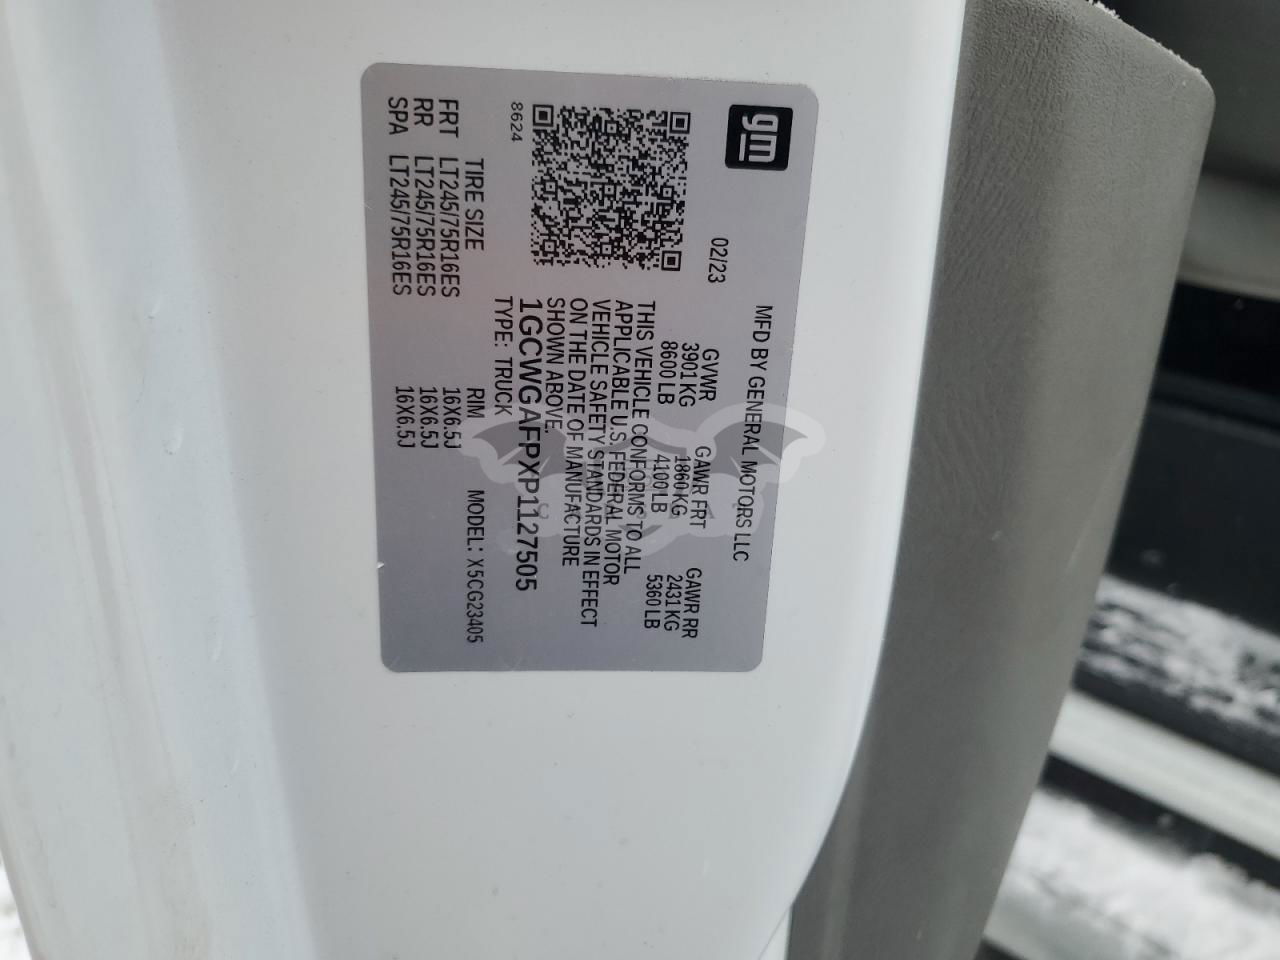 gm
MFD BY GENERAL MOTORS LLC
02/23
GVWR GAWR FRT GAWR RR
3901 KG 1860 KG 2431 KG
8600 LB 4100 LB 5360 LB
THIS VEHICLE CONFORMS TO ALL
APPLICABLE U.S. FEDERAL MOTOR
VEHICLE SAFETY STANDARDS IN EFFECT
ON THE DATE OF MANUFACTURE
SHOWN ABOVE.
1GCWGAFPXP1127505
8624
TYPE: TRUCK MODEL: X5CG23405
TIRE SIZE RIM
FRT LT245/75R16ES 16X6.5J
RR LT245/75R16ES 16X6.5J
SPA LT245/75R16ES 16X6.5J